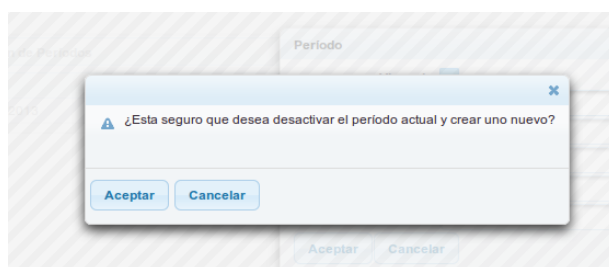 Periodo
¿Esta seguro que desea desactivar el período actual y crear uno nuevo?
Aceptar Cancelar
Aceptar Cancelar